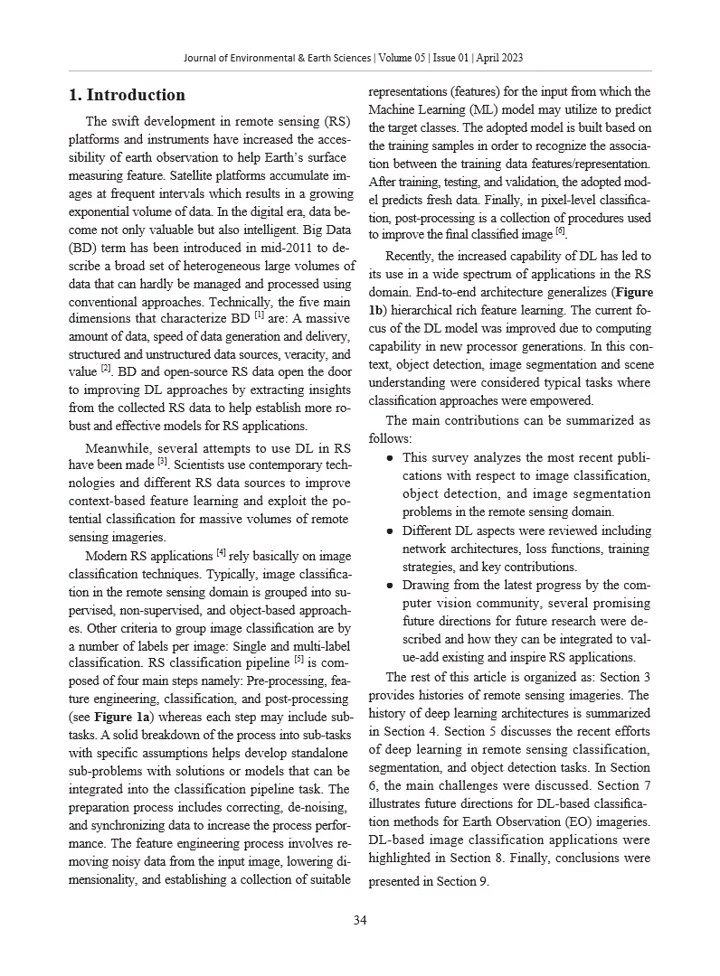 Journal of Environmental & Earth Sciences | Volume 05 | Issue 01 | April 2023
1. Introduction
The swift development in remote sensing (RS)
platforms and instruments have increased the acces-
sibility of earth observation to help Earth's surface
measuring feature. Satellite platforms accumulate im-
ages at frequent intervals which results in a growing
exponential volume of data. In the digital era, data be-
come not only valuable but also intelligent. Big Data
(BD) term has been introduced in mid-2011 to de-
scribe a broad set of heterogeneous large volumes of
data that can hardly be managed and processed using
conventional approaches. Technically, the five main
dimensions that characterize BD [1] are: A massive
amount of data, speed of data generation and delivery,
structured and unstructured data sources, veracity, and
value [2]. BD and open-source RS data open the door
to improving DL approaches by extracting insights
from the collected RS data to help establish more ro-
bust and effective models for RS applications.
Meanwhile, several attempts to use DL in RS
have been made [3]. Scientists use contemporary tech-
nologies and different RS data sources to improve
context-based feature learning and exploit the po-
tential classification for massive volumes of remote
sensing imageries.
Modern RS applications [4] rely basically on image
classification techniques. Typically, image classifica-
tion in the remote sensing domain is grouped into su-
pervised, non-supervised, and object-based approach-
es. Other criteria to group image classification are by
a number of labels per image: Single and multi-label
classification. RS classification pipeline [5] is com-
posed of four main steps namely: Pre-processing, fea-
ture engineering, classification, and post-processing
(see Figure 1a) whereas each step may include sub-
tasks. A solid breakdown of the process into sub-tasks
with specific assumptions helps develop standalone
sub-problems with solutions or models that can be
integrated into the classification pipeline task. The
preparation process includes correcting, de-noising,
and synchronizing data to increase the process perfor-
mance. The feature engineering process involves re-
moving noisy data from the input image, lowering di-
mensionality, and establishing a collection of suitable
representations (features) for the input from which the
Machine Learning (ML) model may utilize to predict
the target classes. The adopted model is built based on
the training samples in order to recognize the associa-
tion between the training data features/representation.
After training, testing, and validation, the adopted mod-
el predicts fresh data. Finally, in pixel-level classifica-
tion, post-processing is a collection of procedures used
to improve the final classified image [6].
Recently, the increased capability of DL has led to
its use in a wide spectrum of applications in the RS
domain. End-to-end architecture generalizes (Figure
1b) hierarchical rich feature learning. The current fo-
cus of the DL model was improved due to computing
capability in new processor generations. In this con-
text, object detection, image segmentation and scene
understanding were considered typical tasks where
classification approaches were empowered.
The main contributions can be summarized as
follows:
● This survey analyzes the most recent publi-
cations with respect to image classification,
object detection, and image segmentation
problems in the remote sensing domain.
● Different DL aspects were reviewed including
network architectures, loss functions, training
strategies, and key contributions.
● Drawing from the latest progress by the com-
puter vision community, several promising
future directions for future research were de-
scribed and how they can be integrated to val-
ue-add existing and inspire RS applications.
The rest of this article is organized as: Section 3
provides histories of remote sensing imageries. The
history of deep learning architectures is summarized
in Section 4. Section 5 discusses the recent efforts
of deep learning in remote sensing classification,
segmentation, and object detection tasks. In Section
6, the main challenges were discussed. Section 7
illustrates future directions for DL-based classifica-
tion methods for Earth Observation (EO) imageries.
DL-based image classification applications were
highlighted in Section 8. Finally, conclusions were
presented in Section 9.
34